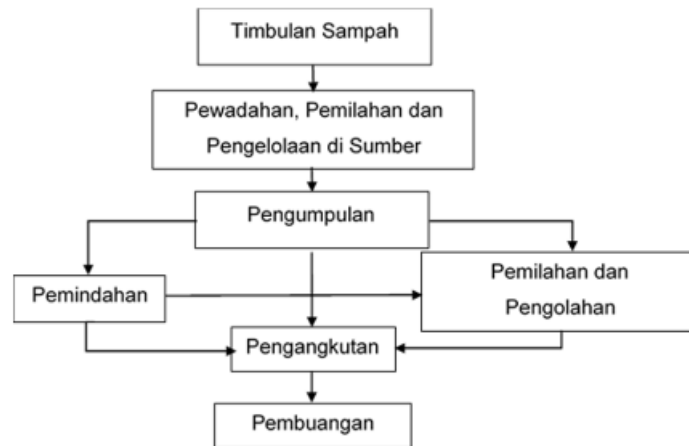 Timbulan Sampah
Pewadahan, Pemilahan dan
Pengelolaan di Sumber
Pengumpulan
Pemindahan
Pemilahan dan
Pengolahan
Pengangkutan
Pembuangan